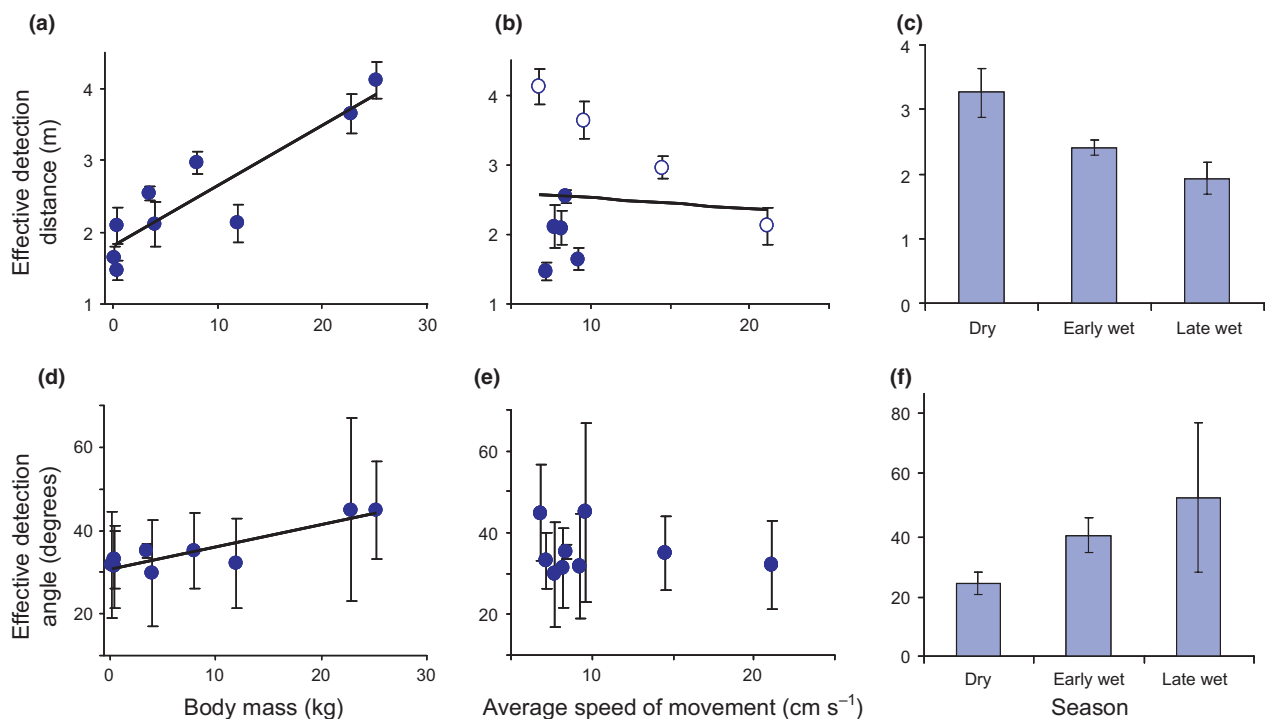 (a)
(b)
(c)
Effective detection
distance (m)
4
3
2
1
0
10
20
30
4
3
2
1
10
20
4
3
2
1
0
Dry
Early wet
Late wet
(d)
(e)
(f)
Effective detection
angle (degrees)
60
40
20
0
10
20
30
Body mass (kg)
60
40
20
10
20
Average speed of movement (cm s⁻¹)
80
60
40
20
0
Dry
Early wet
Late wet
Season